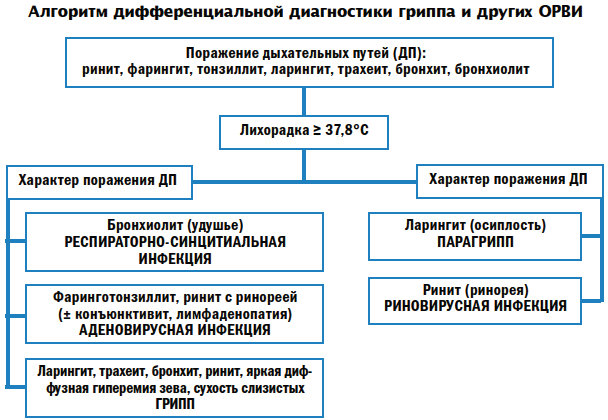 Алгоритм дифференциальной диагностики гриппа и других ОРВИ
Поражение дыхательных путей (ДП):
ринит, фарингит, тонзиллит, ларингит, трахеит, бронхит, бронхиолит
Лихорадка ≥ 37,8°С
Характер поражения ДП
Бронхиолит (удушье)
РЕСПИРАТОРНО-СИНЦИТИАЛЬНАЯ
ИНФЕКЦИЯ
Фаринготонзиллит, ринит с ринореей
(± конъюнктивит, лимфаденопатия)
АДЕНОВИРУСНАЯ ИНФЕКЦИЯ
Ларингит, трахеит, бронхит, ринит, яркая диф-
фузная гиперемия зева, сухость слизистых
ГРИПП
Характер поражения ДП
Ларингит (осиплость)
ПАРАГРИПП
Ринит (ринорея)
РИНОВИРУСНАЯ ИНФЕКЦИЯ